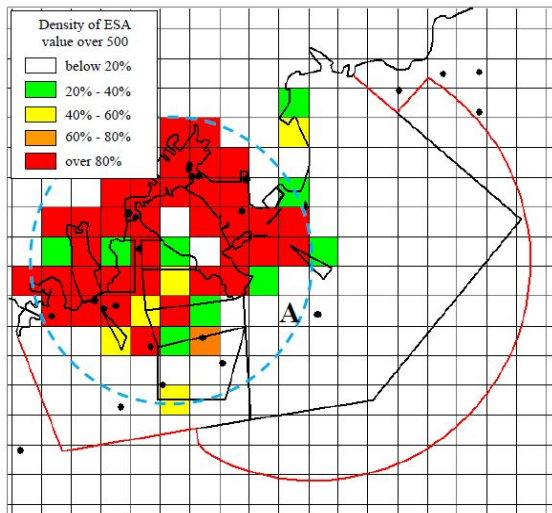 Density of ESA
value over 500
below 20%
20% - 40%
40% - 60%
60% - 80%
over 80%
A